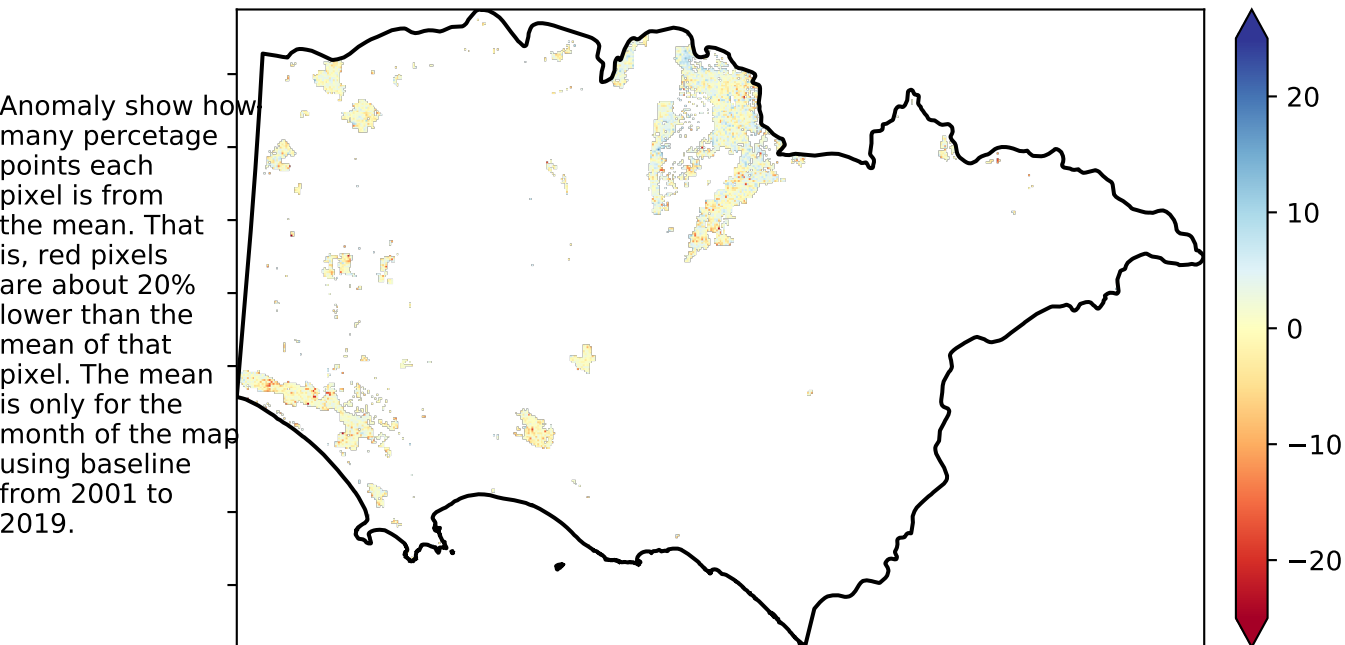 Anomaly show how
many percetage
points each
pixel is from
the mean. That
is, red pixels
are about 20%
lower than the
mean of that
pixel. The mean
is only for the
month of the map
using baseline
from 2001 to
2019.
20
10
0
−10
−20